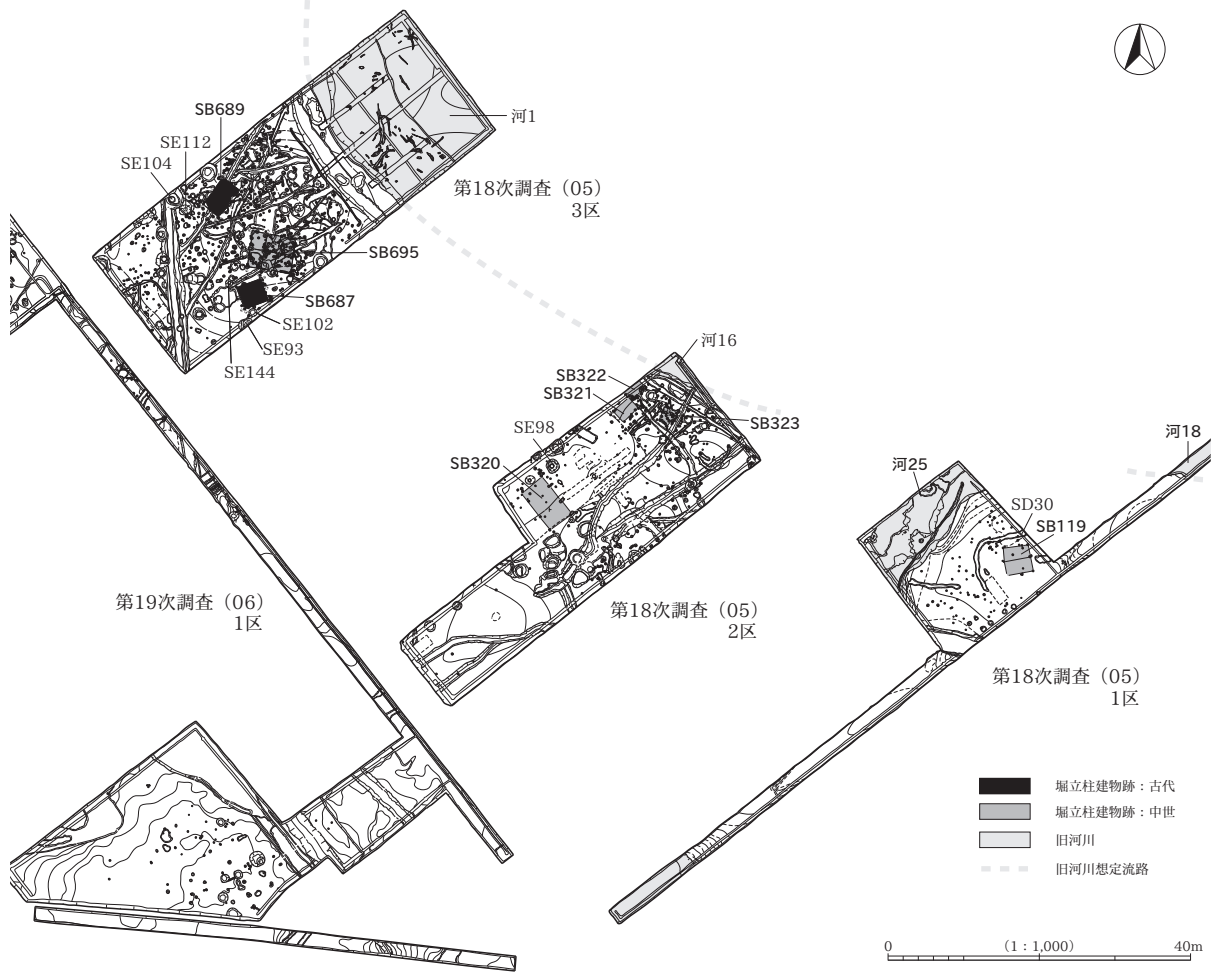 SB689
河1
SE112
SE104
第18次調査（05）
3区
SB695
SB687
SE102
SE93
SE144
河16
SB322
SB321
SB323
SE98
SB320
河18
河25
SD30
SB119
第19次調査（06）
1区
第18次調査（05）
2区
第18次調査（05）
1区
堀立柱建物跡：古代
堀立柱建物跡：中世
旧河川
旧河川想定流路
0 （1：1,000） 40m